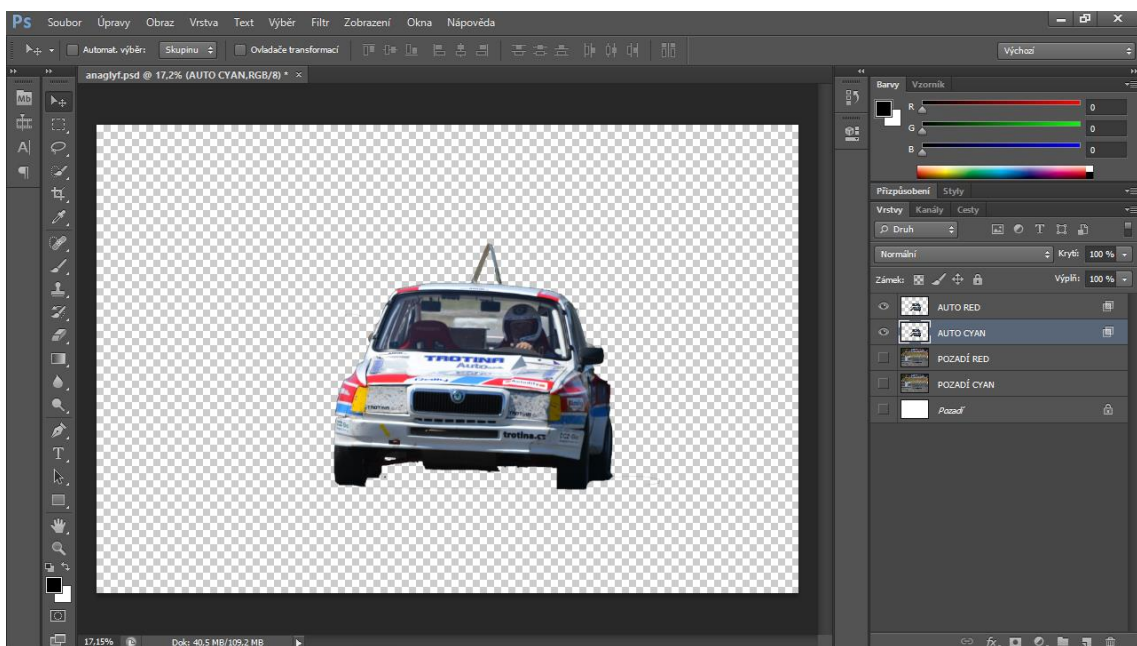 Ps Soubor Úpravy Obraz Vrstva Text Výběr Filtr Zobrazení Okna Nápověda
Automat. výběr: Skupinu Ovladače transformací Výchozí
anaglyf.psd @ 17,2% (AUTO CYAN,RGB/8) * ×
Mb
Barvy Vzorník
R 0
G 0
B 0
Přizpůsobení Styly
Vrstvy Kanály Cesty
Druh
Normální Krytí: 100 %
Zámek: Výplň: 100 %
AUTO RED
AUTO CYAN
POZADÍ RED
POZADÍ CYAN
Pozadí
TROTINA
Auto
trotina.cz
17,15% Dok: 40,5 MB/109,2 MB
fx